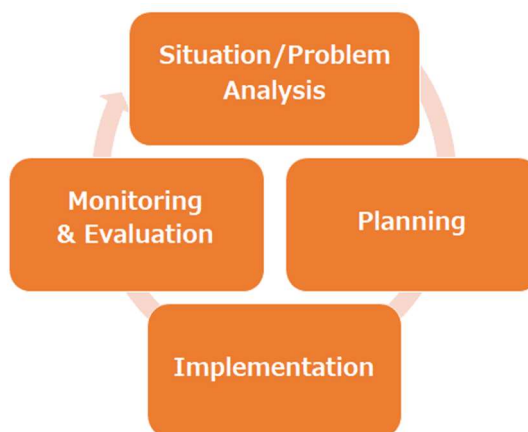 Situation/Problem
Analysis
Planning
Implementation
Monitoring
& Evaluation